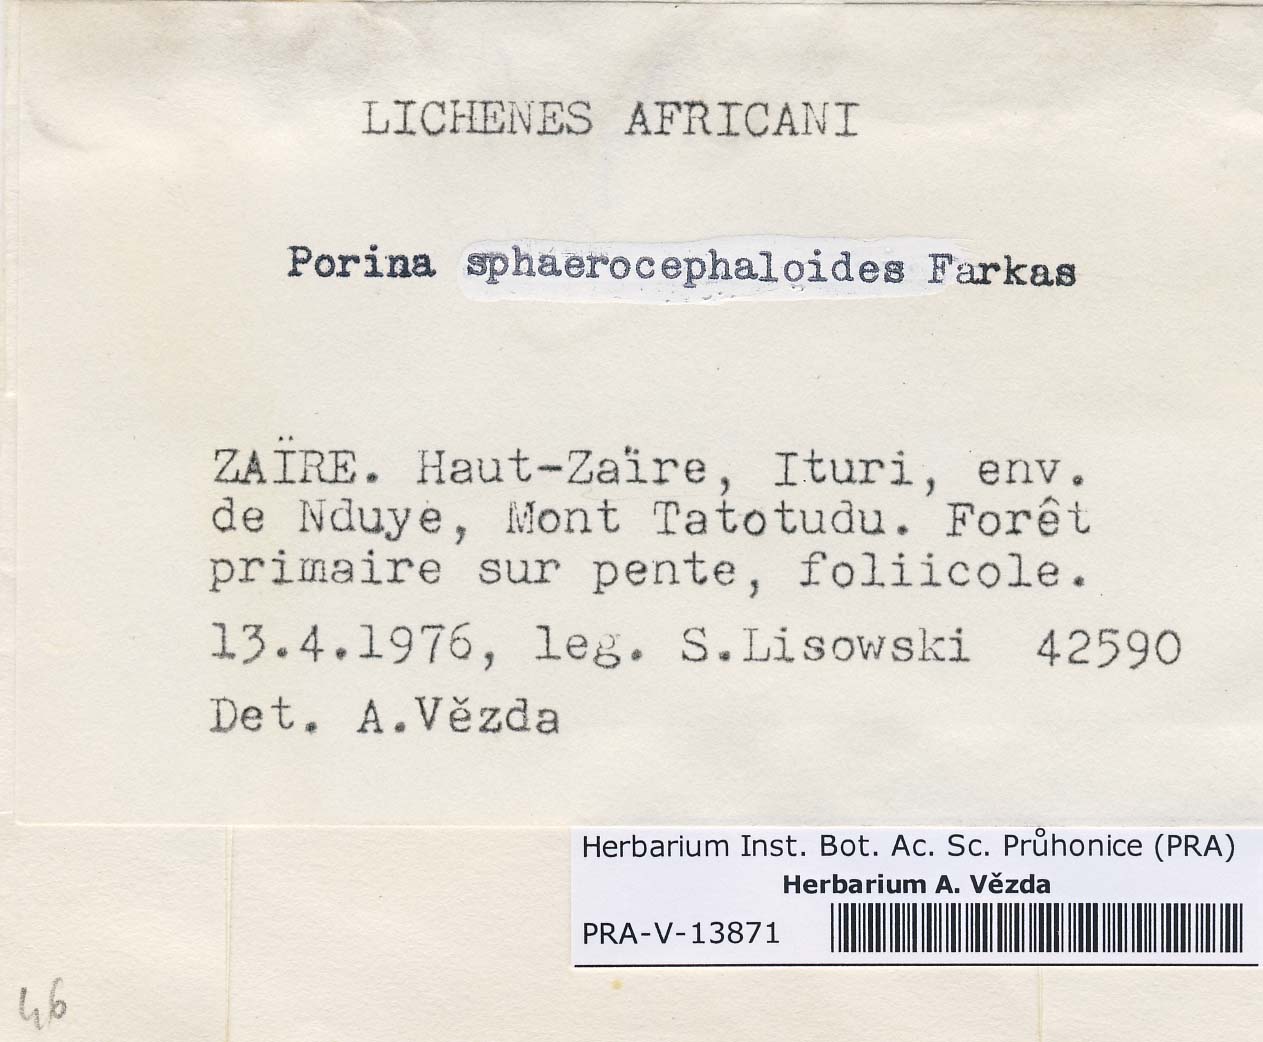 LICHENES AFRICANI
Porina sphaerocephaloides Farkas
ZAÏRE. Haut-Zaïre, Ituri, env.
de Nduye, Mont Tatotudu. Forêt
primaire sur pente, foliicole.
13.4.1976, leg. S.Lisowski 42590
Det. A.Vězda
Herbarium Inst. Bot. Ac. Sc. Průhonice (PRA)
Herbarium A. Vězda
PRA-V-13871
46